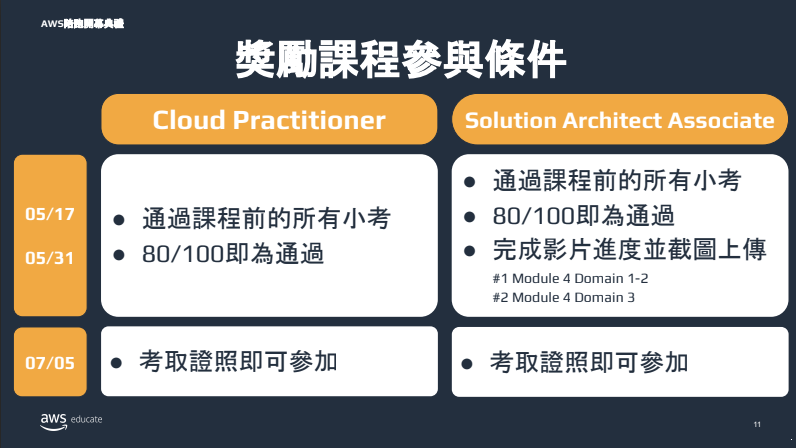 AWS陪跑開幕典禮
獎勵課程參與條件
Cloud Practitioner
Solution Architect Associate
05/17
05/31
● 通過課程前的所有小考
● 80/100即為通過
● 通過課程前的所有小考
● 80/100即為通過
● 完成影片進度並截圖上傳
#1 Module 4 Domain 1-2
#2 Module 4 Domain 3
07/05
● 考取證照即可參加
● 考取證照即可參加
aws educate
11